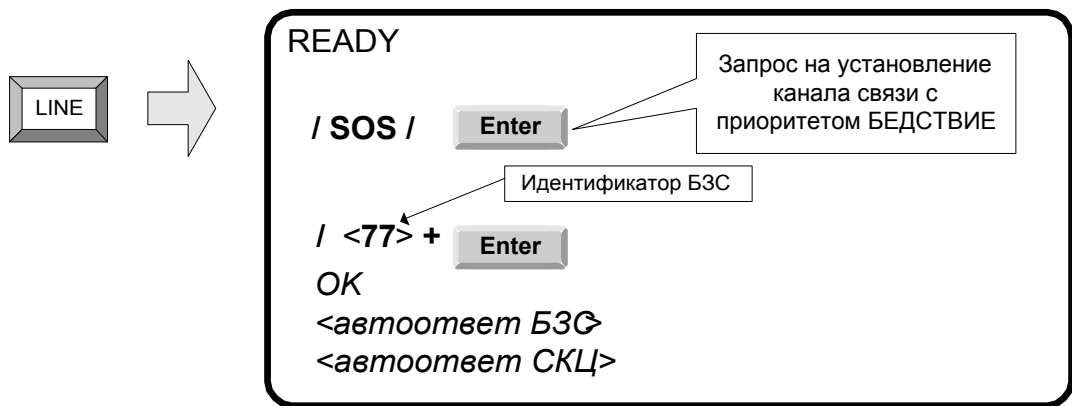 LINE
READY
/ SOS /
Enter
Запрос на установление
канала связи с
приоритетом БЕДСТВИЕ
Идентификатор БЗС
/ <77> +
Enter
OK
<автоответ БЗС>
<автоответ СКЦ>